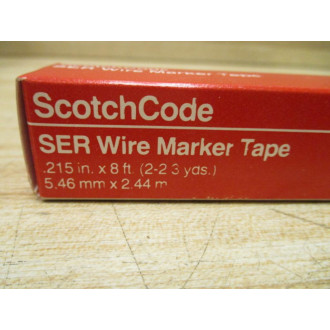 SER Wire Marker Tape
ScotchCode
SER Wire Marker Tape
.215 in. x 8 ft. (2-2 3 yds.)
5,46 mm x 2,44 m